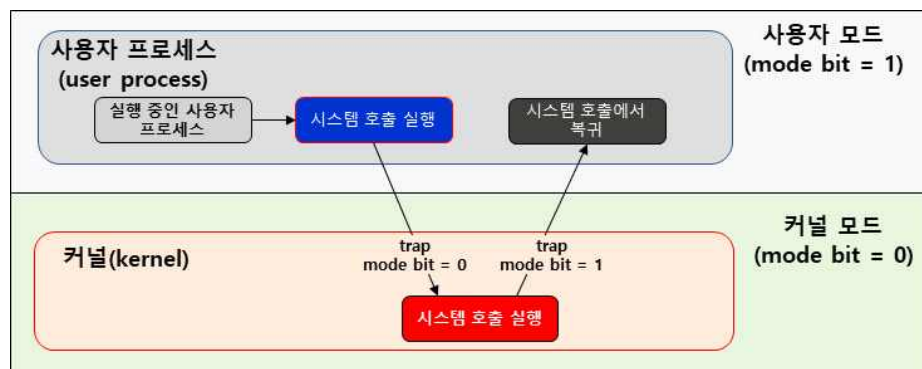 사용자 프로세스
(user process)
사용자 모드
(mode bit = 1)
실행 중인 사용자
프로세스
시스템 호출 실행
시스템 호출에서
복귀
커널(kernel)
trap
mode bit = 0
trap
mode bit = 1
커널 모드
(mode bit = 0)
시스템 호출 실행